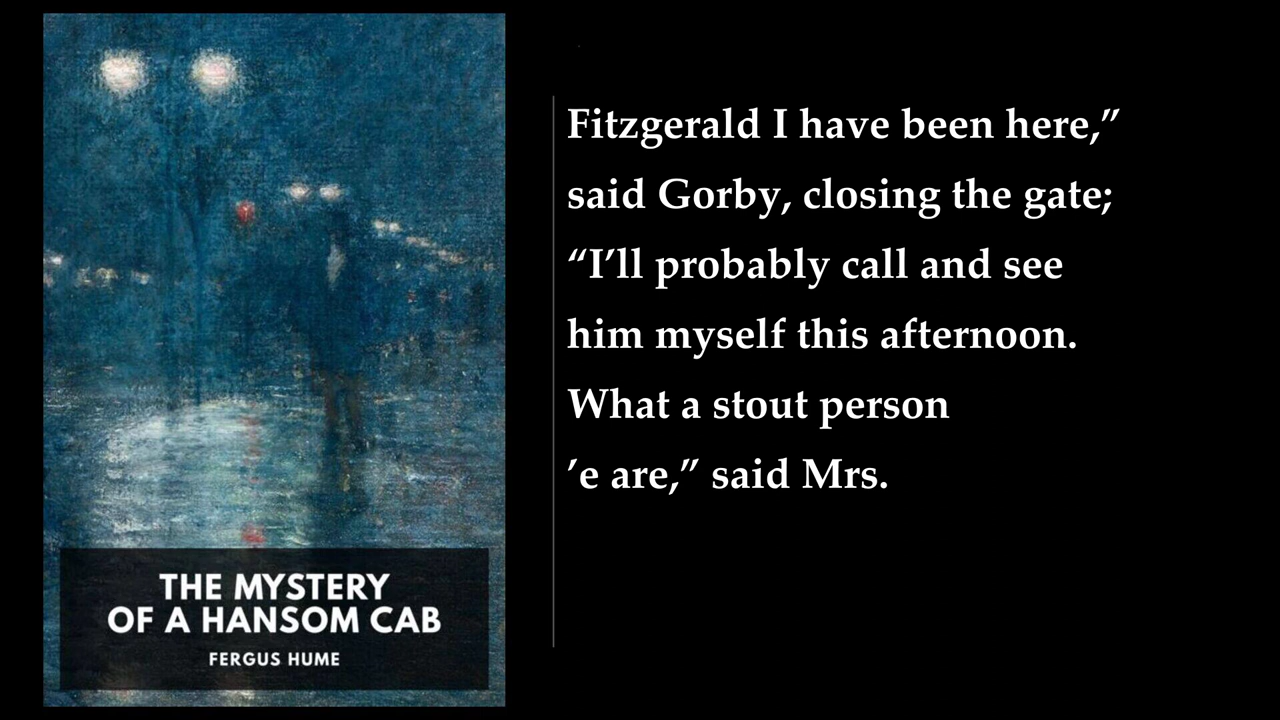 Fitzgerald I have been here,”
said Gorby, closing the gate;
“I’ll probably call and see
him myself this afternoon.
What a stout person
’e are,” said Mrs.
THE MYSTERY
OF A HANSOM CAB
FERGUS HUME